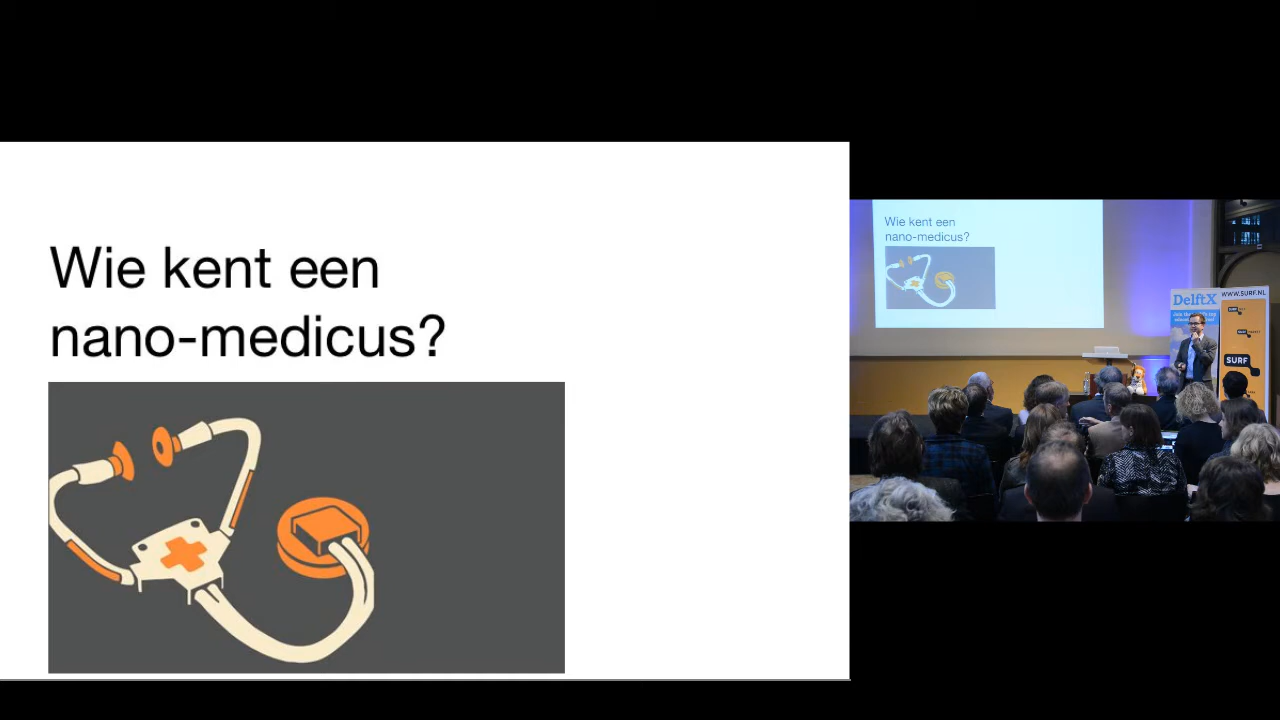 Wie kent een
nano-medicus?
Wie kent een
nano-medicus?
DelftX
WWW.SURF.NL
SURF